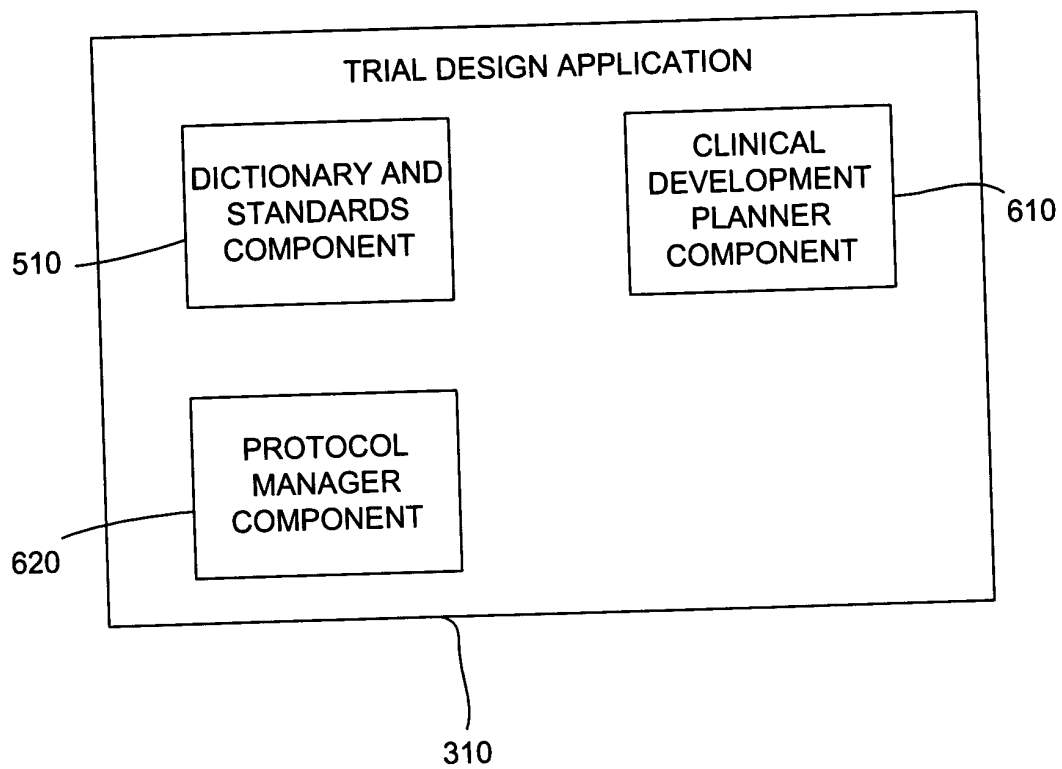 TRIAL DESIGN APPLICATION
DICTIONARY AND
STANDARDS
COMPONENT
CLINICAL
DEVELOPMENT
PLANNER
COMPONENT
510
610
PROTOCOL
MANAGER
COMPONENT
620
310